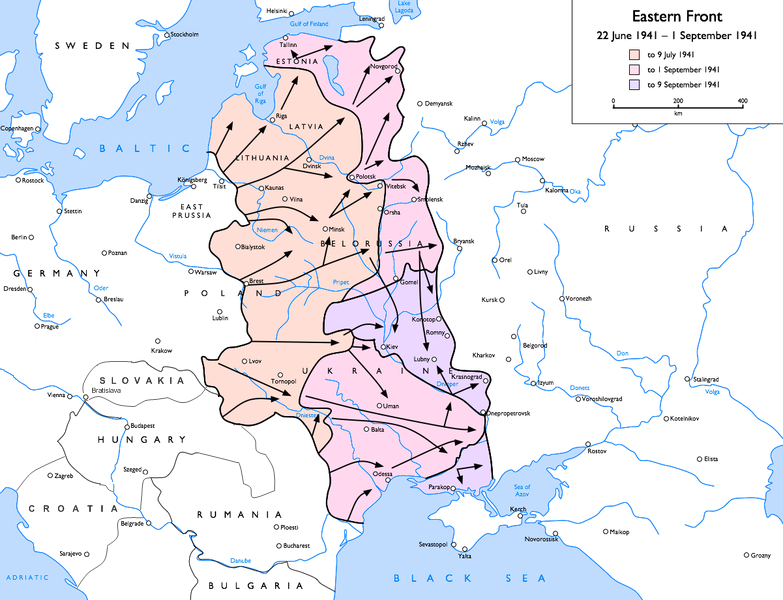 Eastern Front
22 June 1941 – 1 September 1941
to 9 July 1941
to 1 September 1941
to 9 September 1941
0 200 400
km
Helsinki
Gulf of Finland
Leningrad
Lake
Lagoda
SWEDEN
Stockholm
Tallinn
ESTONIA
Novgorod
Gulf
of
Riga
Riga
LATVIA
Demyansk
Kalinn
Volga
Rzhev
Copenhagen
BALTIC
LITHUANIA
Dvina
Dvinsk
Mozhaisk
Moscow
Rostock
Königsberg
Tilsit
Kaunas
Polotsk
Vitebsk
Kalomna
Oka
Danzig
EAST
PRUSSIA
Vilna
Smolensk
Stettin
Orsha
Tula
Niemen
Minsk
RUSSIA
Berlin
Bialystok
BELORUSSIA
Bryansk
Poznan
Vistula
Orel
GERMANY
Warsaw
Livny
Dresden
Oder
Brest
Pripet
Gomel
POLAND
Breslau
Kursk
Voronezh
Elbe
Lublin
Konotop
Prague
Romny
Belgorod
Krakow
Kiev
Lvov
Lubny
Kharkov
Don
UKRAINE
SLOVAKIA
Tornopol
Krasnograd
Stalingrad
Bratislava
Dnieper
Izyum
Donets
Volga
Vienna
Uman
Voroshilovgrad
Dniester
Dnepropetrovsk
Kotelnikov
Budapest
Balta
HUNGARY
Rostov
Elista
Szeged
Zagreb
Odessa
Parakop
Sea of
Azov
CROATIA
RUMANIA
Kerch
Belgrade
Ploesti
Novorossisk
Maikop
Sarajevo
Bucharest
Sevastopol
Yalta
Grozny
Danube
ADRIATIC
BULGARIA
BLACK SEA